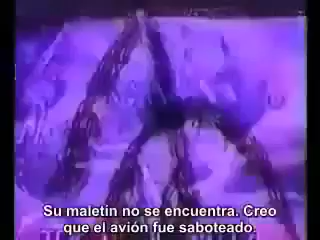 Su maletin no se encuentra. Creo
que el avión fue saboteado.